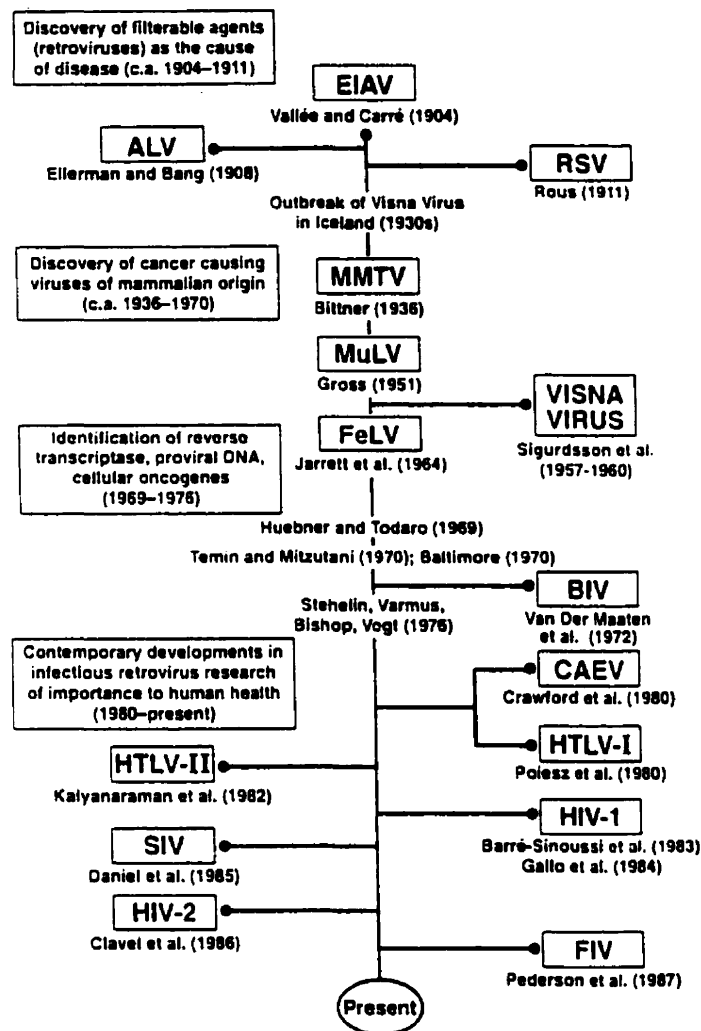 Discovery of filterable agents
(retroviruses) as the cause
of disease (c.a. 1904–1911)
EIAV
Vallée and Carré (1904)
ALV
Ellerman and Bang (1908)
RSV
Rous (1911)
Outbreak of Visna Virus
in Iceland (1930s)
Discovery of cancer causing
viruses of mammalian origin
(c.a. 1936–1970)
MMTV
Bittner (1936)
MuLV
Gross (1951)
VISNA
VIRUS
Sigurdsson et al.
(1957-1960)
Identification of reverse
transcriptase, proviral DNA,
cellular oncogenes
(1969–1976)
FeLV
Jarrett et al. (1964)
Huebner and Todaro (1969)
Temin and Mitzutani (1970); Baltimore (1970)
BIV
Van Der Maaten
et al. (1972)
Stehelin, Varmus,
Bishop, Vogt (1976)
Contemporary developments in
infectious retrovirus research
of importance to human health
(1980–present)
CAEV
Crawford et al. (1980)
HTLV-I
Poiesz et al. (1980)
HTLV-II
Kalyanaraman et al. (1982)
HIV-1
Barré-Sinoussi et al. (1983)
Gallo et al. (1984)
SIV
Daniel et al. (1985)
HIV-2
Clavel et al. (1986)
FIV
Pederson et al. (1987)
Present